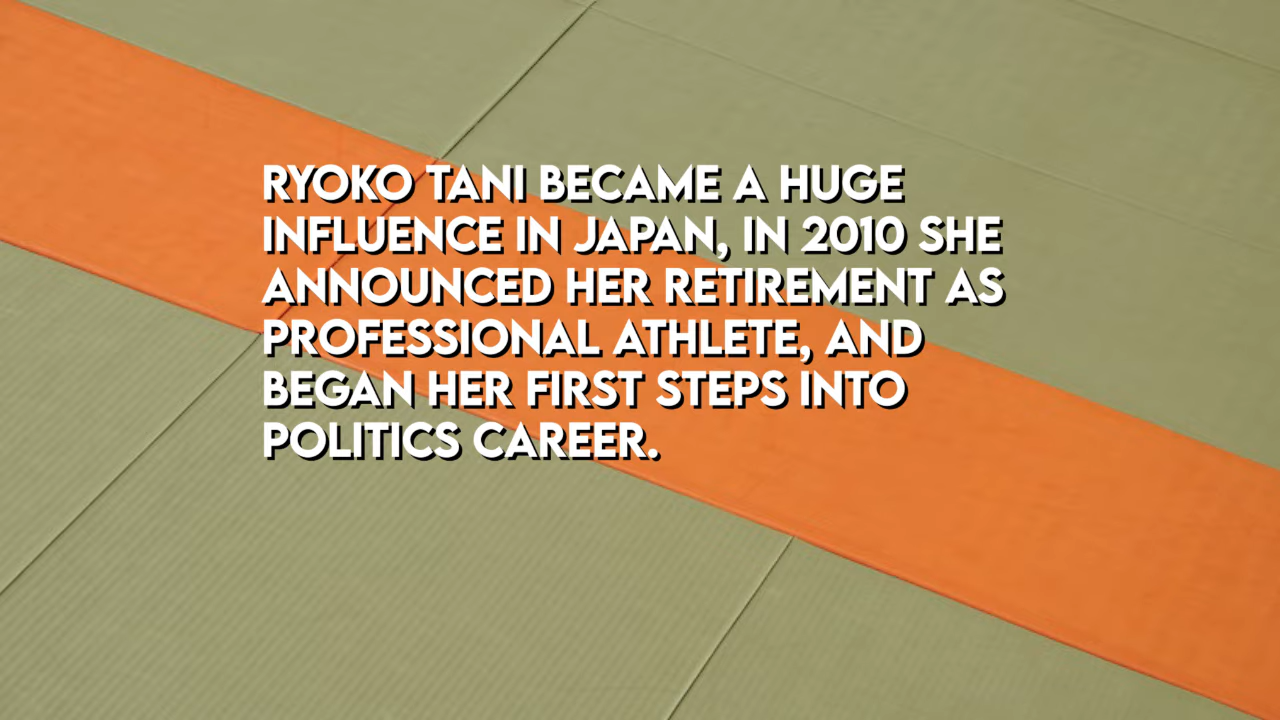 RYOKO TANI BECAME A HUGE
INFLUENCE IN JAPAN, IN 2010 SHE
ANNOUNCED HER RETIREMENT AS
PROFESSIONAL ATHLETE, AND
BEGAN HER FIRST STEPS INTO
POLITICS CAREER.